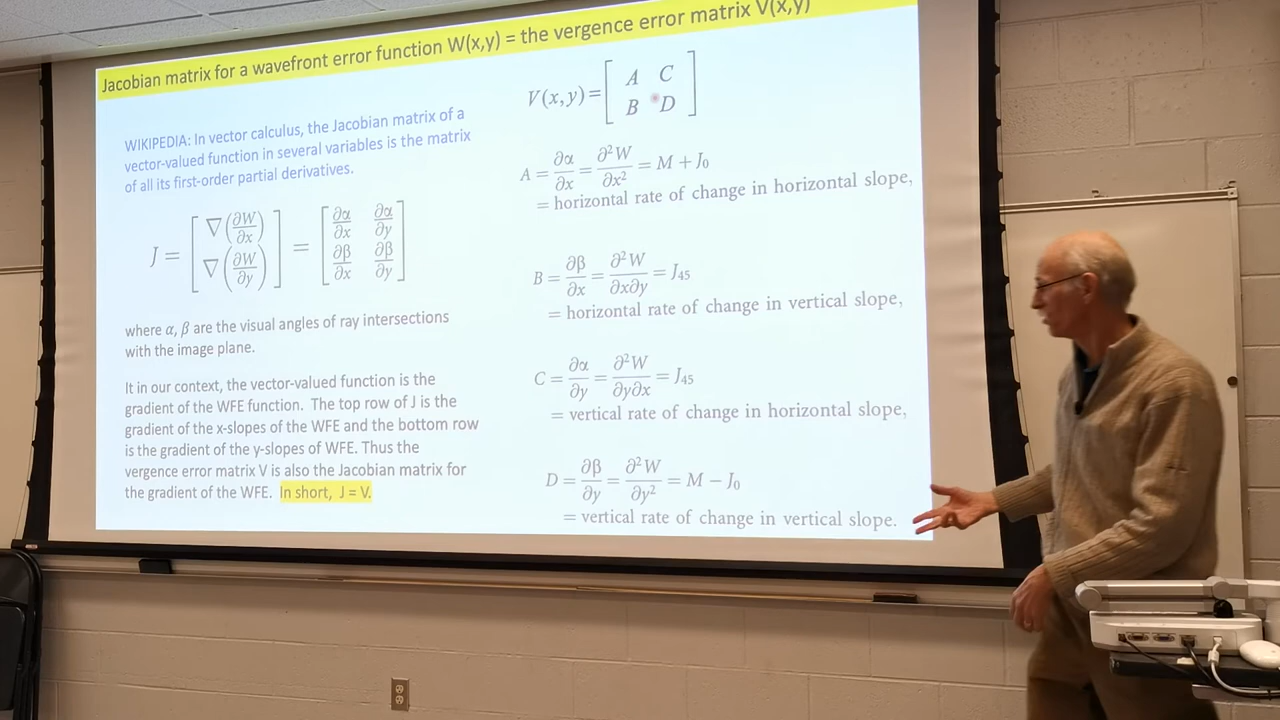 Jacobian matrix for a wavefront error function W(x,y) = the vergence error matrix V(x,y)
WIKIPEDIA: In vector calculus, the Jacobian matrix of a
vector-valued function in several variables is the matrix
of all its first-order partial derivatives.
J = [ ∇(∂W/∂x) ∇(∂W/∂y) ] = [ ∂α/∂x ∂α/∂y ∂β/∂x ∂β/∂y ]
where α, β are the visual angles of ray intersections
with the image plane.
It in our context, the vector-valued function is the
gradient of the WFE function. The top row of J is the
gradient of the x-slopes of the WFE and the bottom row
is the gradient of the y-slopes of WFE. Thus the
vergence error matrix V is also the Jacobian matrix for
the gradient of the WFE. In short, J = V.
V(x,y) = [ A C B D ]
A = ∂α/∂x = ∂²W/∂x² = M + J₀
= horizontal rate of change in horizontal slope,
B = ∂β/∂x = ∂²W/∂x∂y = J₄₅
= horizontal rate of change in vertical slope,
C = ∂α/∂y = ∂²W/∂y∂x = J₄₅
= vertical rate of change in horizontal slope,
D = ∂β/∂y = ∂²W/∂y² = M − J₀
= vertical rate of change in vertical slope.